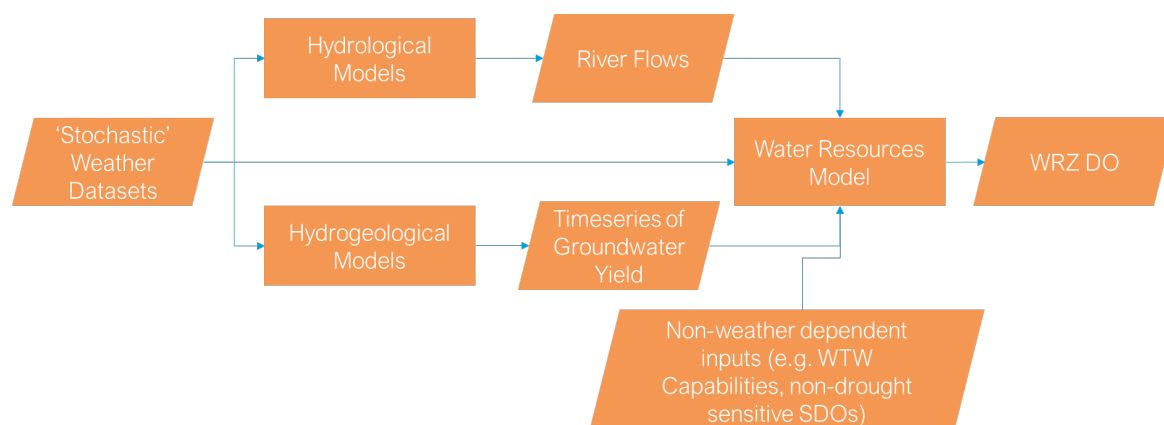 Hydrological
Models
River Flows
‘Stochastic’
Weather
Datasets
Water Resources
Model
WRZ DO
Hydrogeological
Models
Timeseries of
Groundwater
Yield
Non-weather dependent
inputs (e.g. WTW
Capabilities, non-drought
sensitive SDOs)